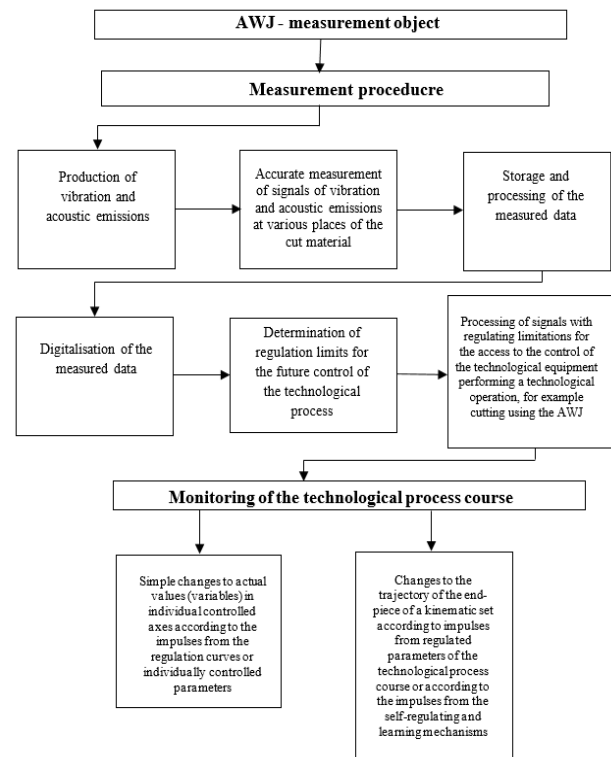 AWJ - measurement object
Measurement proceducre
Production of
vibration and
acoustic emissions
Accurate measurement
of signals of vibration
and acoustic emissions
at various places of the
cut material
Storage and
processing of the
measured data
Digitalisation of the
measured data
Determination of
regulation limits for
the future control of
the technological
process
Processing of signals with
regulating limitations for
the access to the control of
the technological equipment
performing a technological
operation, for example
cutting using the AWJ
Monitoring of the technological process course
Simple changes to actual
values (variables) in
individual controlled
axes according to the
impulses from the
regulation curves or
individually controlled
parameters
Changes to the
trajectory of the end-
piece of a kinematic set
according to impulses
from regulated
parameters of the
technological process
course or according to
the impulses from the
self-regulating and
learning mechanisms